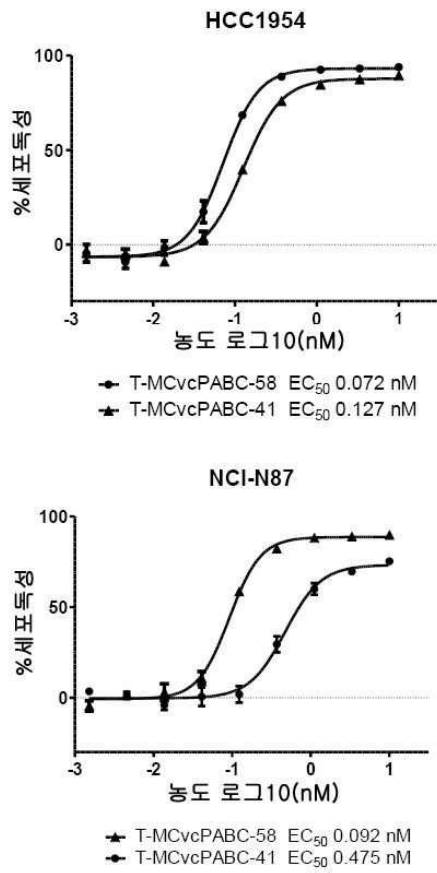 HCC1954
100
50
0
%세포독성
-3 -2 -1 0 1
농도 로그10(nM)
T-MCvcPABC-58 EC50 0.072 nM
T-MCvcPABC-41 EC50 0.127 nM
NCI-N87
100
50
0
%세포독성
-3 -2 -1 0 1
농도 로그10(nM)
T-MCvcPABC-58 EC50 0.092 nM
T-MCvcPABC-41 EC50 0.475 nM